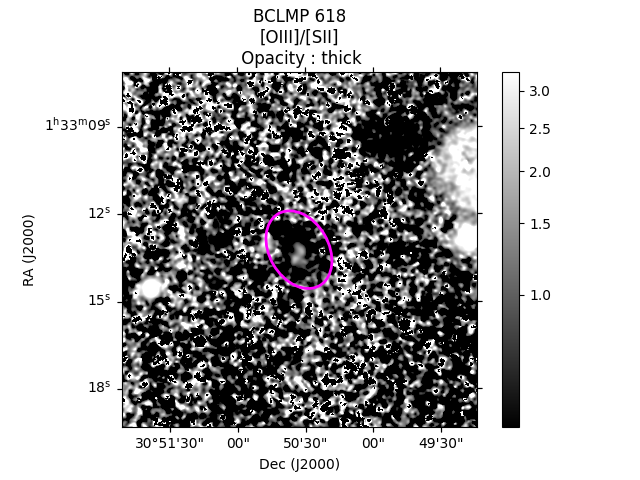 BCLMP 618
[OIII]/[SII]
Opacity : thick
1ʰ33ᵐ09ˢ
12ˢ
15ˢ
18ˢ
RA (J2000)
30°51'30" 00" 50'30" 00" 49'30"
Dec (J2000)
3.0
2.5
2.0
1.5
1.0